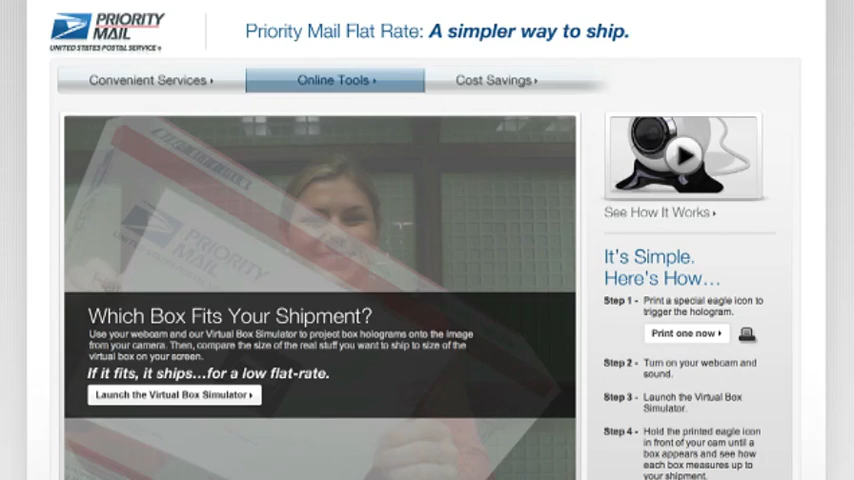 PRIORITY
MAIL
UNITED STATES POSTAL SERVICE
Priority Mail Flat Rate: A simpler way to ship.
Convenient Services
Online Tools
Cost Savings
PRIORITY
MAIL
Which Box Fits Your Shipment?
Use your webcam and our Virtual Box Simulator to project box holograms onto the image
from your camera. Then, compare the size of the real stuff you want to ship to size of the
virtual box on your screen.
If it fits, it ships...for a low flat-rate.
Launch the Virtual Box Simulator
See How It Works
It's Simple.
Here's How...
Step 1 - Print a special eagle icon to
trigger the hologram.
Print one now
Step 2 - Turn on your webcam and
sound.
Step 3 - Launch the Virtual Box
Simulator.
Step 4 - Hold the printed eagle icon
in front of your cam until a
box appears and see how
each box measures up to
your shipment.